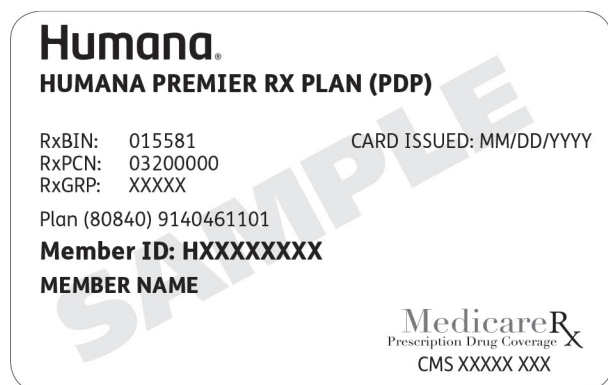 Humana®
HUMANA PREMIER RX PLAN (PDP)
RxBIN: 015581 CARD ISSUED: MM/DD/YYYY
RxPCN: 03200000
RxGRP: XXXXX
Plan (80840) 9140461101
Member ID: HXXXXXXXX
MEMBER NAME
SAMPLE
MedicareRx
Prescription Drug Coverage
CMS XXXXX XXX